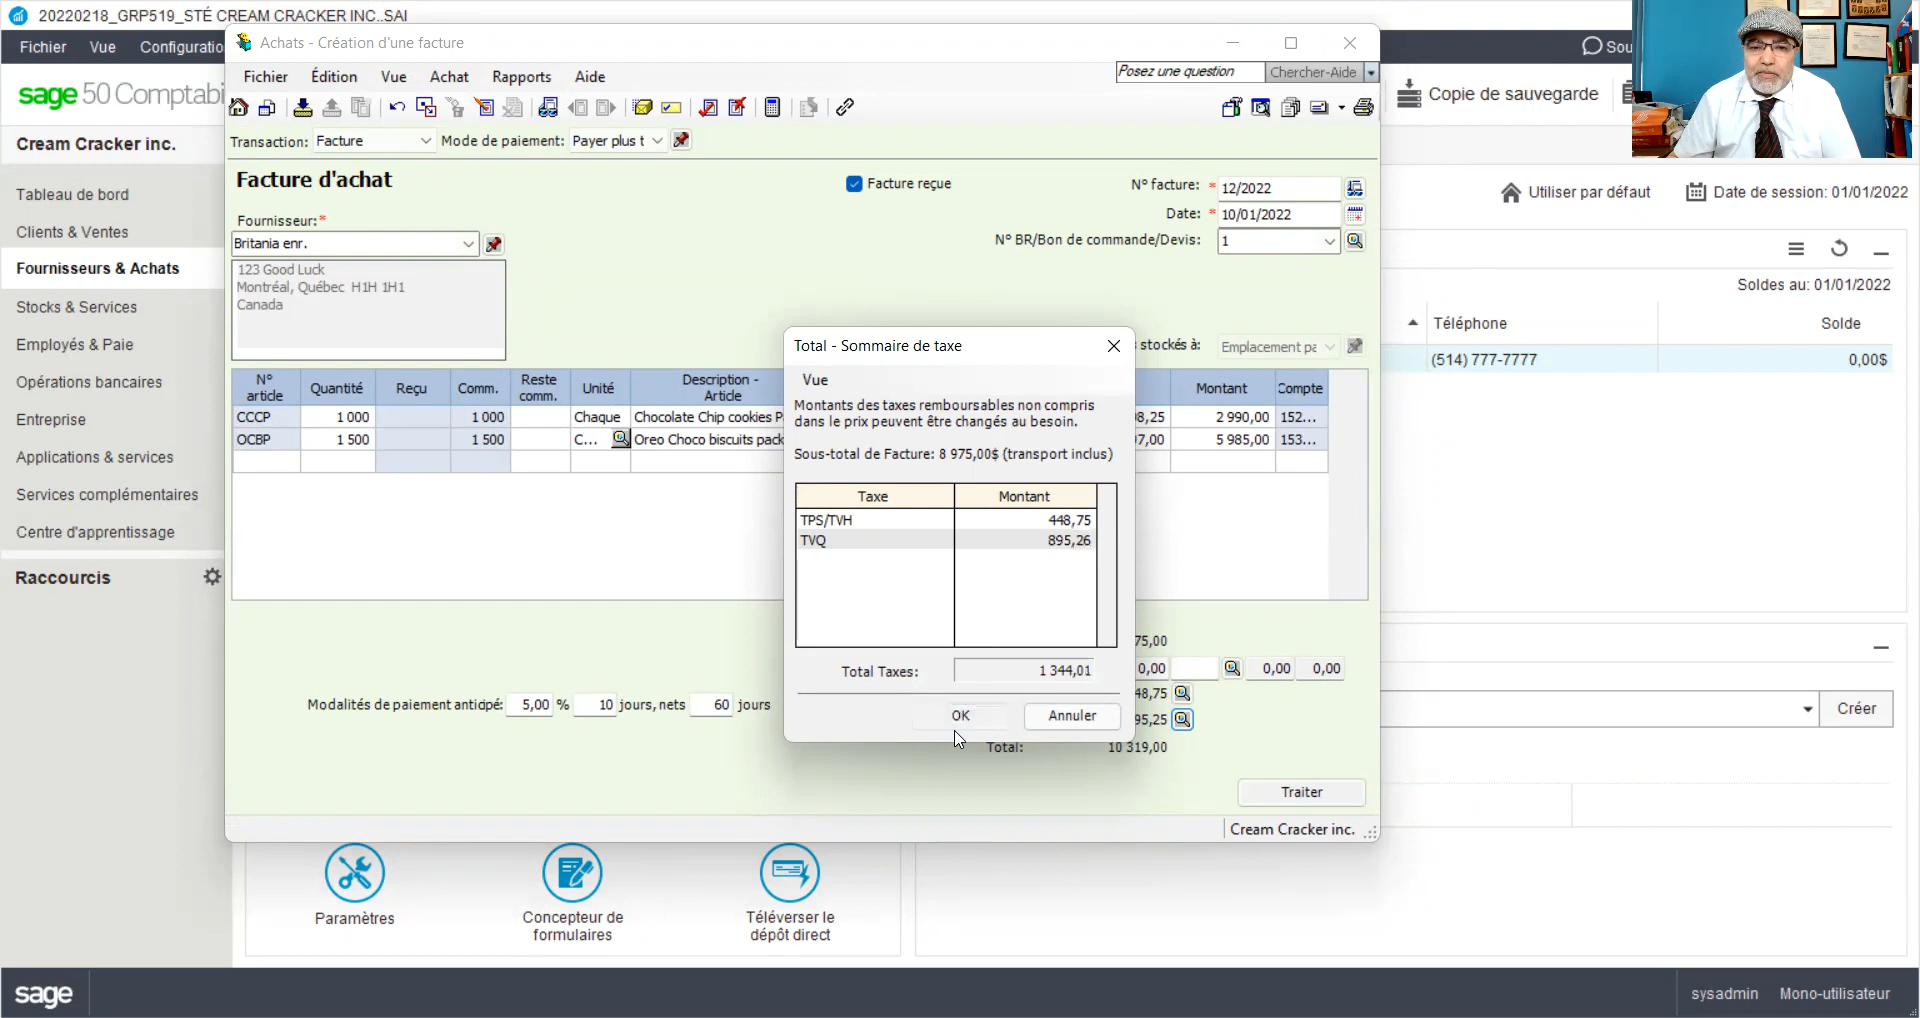 20220218_GRP519_STÉ CREAM CRACKER INC..SAI
Fichier Vue Configuratio
Sou
sage 50 Comptabi
Copie de sauvegarde
Cream Cracker inc.
Tableau de bord
Clients & Ventes
Fournisseurs & Achats
Stocks & Services
Employés & Paie
Opérations bancaires
Entreprise
Applications & services
Services complémentaires
Centre d'apprentissage
Raccourcis
Utiliser par défaut Date de session: 01/01/2022
Soldes au: 01/01/2022
Téléphone Solde
(514) 777-7777 0,00$
Créer
Achats - Création d'une facture
Fichier Édition Vue Achat Rapports Aide
Posez une question Chercher-Aide
Transaction: Facture Mode de paiement: Payer plus t
Facture d'achat
Facture reçue
N° facture: * 12/2022
Date: * 10/01/2022
N° BR/Bon de commande/Devis: 1
Fournisseur:*
Britania enr.
123 Good Luck
Montréal, Québec H1H 1H1
Canada
stockés à: Emplacement pa
N° article Quantité Reçu Comm. Reste comm. Unité Description - Article Montant Compte
CCCP 1 000 1 000 Chaque Chocolate Chip cookies P 8,25 2 990,00 152...
OCBP 1 500 1 500 C... Oreo Choco biscuits pack 7,00 5 985,00 153...
Total - Sommaire de taxe
Vue
Montants des taxes remboursables non compris
dans le prix peuvent être changés au besoin.
Sous-total de Facture: 8 975,00$ (transport inclus)
Taxe Montant
TPS/TVH 448,75
TVQ 895,26
Total Taxes: 1 344,01
OK Annuler
75,00
0,00 0,00 0,00
48,75
95,25
Total: 10 319,00
Modalités de paiement antidpé: 5,00 % 10 jours, nets 60 jours
Traiter
Cream Cracker inc.
Paramètres
Concepteur de
formulaires
Téléverser le
dépôt direct
sage
sysadmin Mono-utilisateur